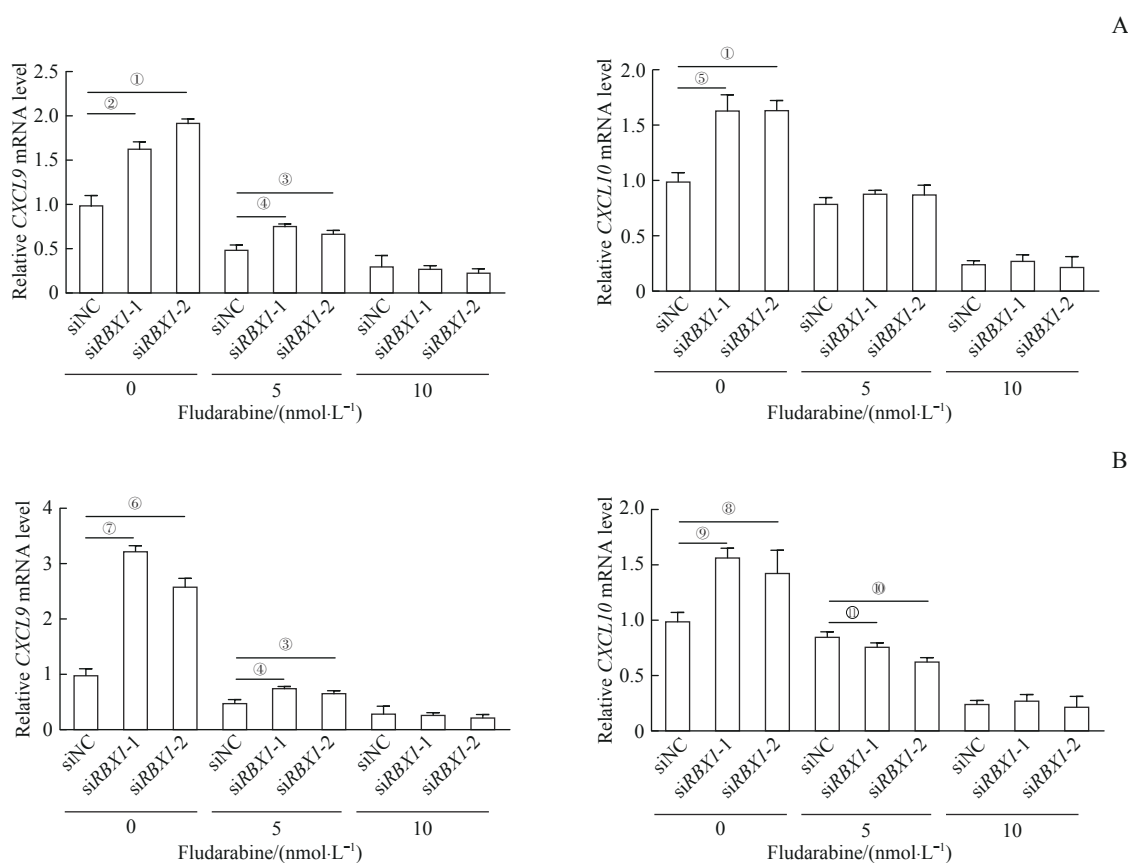 A
Relative CXCL9 mRNA level
2.5
2.0
1.5
1.0
0.5
0
①
②
③
④
siNC
siRBX1-1
siRBX1-2
siNC
siRBX1-1
siRBX1-2
siNC
siRBX1-1
siRBX1-2
0
5
10
Fludarabine/(nmol·L⁻¹)
Relative CXCL10 mRNA level
2.0
1.5
1.0
0.5
0
①
⑤
siNC
siRBX1-1
siRBX1-2
siNC
siRBX1-1
siRBX1-2
siNC
siRBX1-1
siRBX1-2
0
5
10
Fludarabine/(nmol·L⁻¹)
B
Relative CXCL9 mRNA level
4
3
2
1
0
⑥
⑦
③
④
siNC
siRBX1-1
siRBX1-2
siNC
siRBX1-1
siRBX1-2
siNC
siRBX1-1
siRBX1-2
0
5
10
Fludarabine/(nmol·L⁻¹)
Relative CXCL10 mRNA level
2.0
1.5
1.0
0.5
0
⑧
⑨
⑩
⑪
siNC
siRBX1-1
siRBX1-2
siNC
siRBX1-1
siRBX1-2
siNC
siRBX1-1
siRBX1-2
0
5
10
Fludarabine/(nmol·L⁻¹)